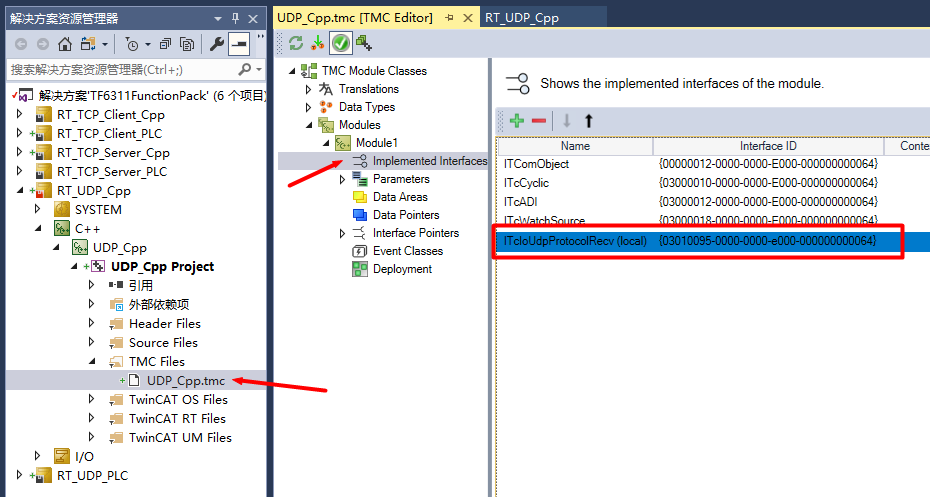 解决方案资源管理器
搜索解决方案资源管理器(Ctrl+;)
解决方案'TF6311FunctionPack' (6 个项目)
RT_TCP_Client_Cpp
RT_TCP_Client_PLC
RT_TCP_Server_Cpp
RT_TCP_Server_PLC
RT_UDP_Cpp
SYSTEM
C++
UDP_Cpp
UDP_Cpp Project
引用
外部依赖项
Header Files
Source Files
TMC Files
UDP_Cpp.tmc
TwinCAT OS Files
TwinCAT RT Files
TwinCAT UM Files
I/O
RT_UDP_PLC
UDP_Cpp.tmc [TMC Editor]
RT_UDP_Cpp
TMC Module Classes
Translations
Data Types
Modules
Module1
Implemented Interfaces
Parameters
Data Areas
Data Pointers
Interface Pointers
Event Classes
Deployment
Shows the implemented interfaces of the module.
Name Interface ID Conte
ITComObject {00000012-0000-0000-E000-000000000064}
ITcCyclic {03000010-0000-0000-E000-000000000064}
ITcADI {03000012-0000-0000-E000-000000000064}
ITcWatchSource {03000018-0000-0000-E000-000000000064}
ITcIoUdpProtocolRecv (local) {03010095-0000-0000-e000-000000000064}